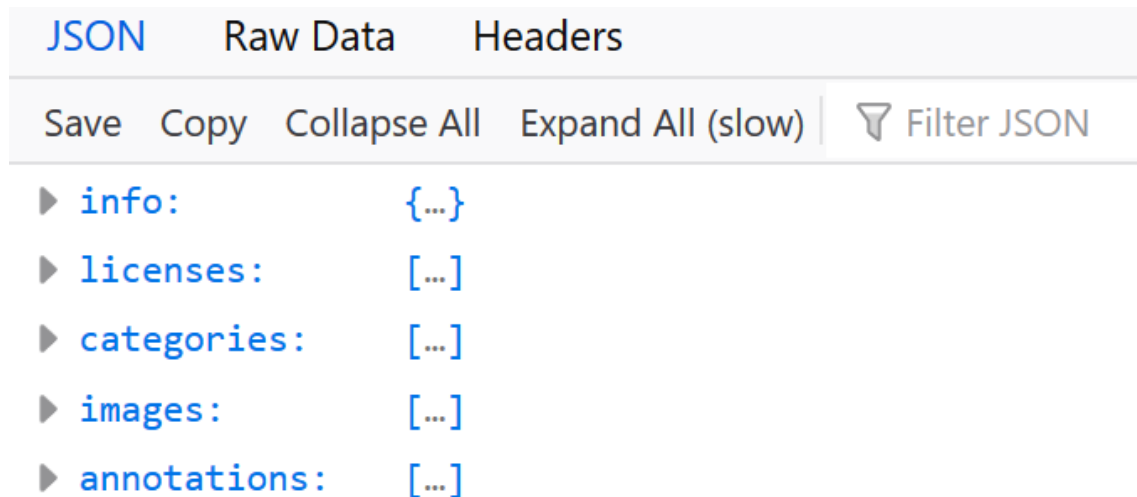 JSON Raw Data Headers
Save Copy Collapse All Expand All (slow) Filter JSON
info: {…}
licenses: […]
categories: […]
images: […]
annotations: […]